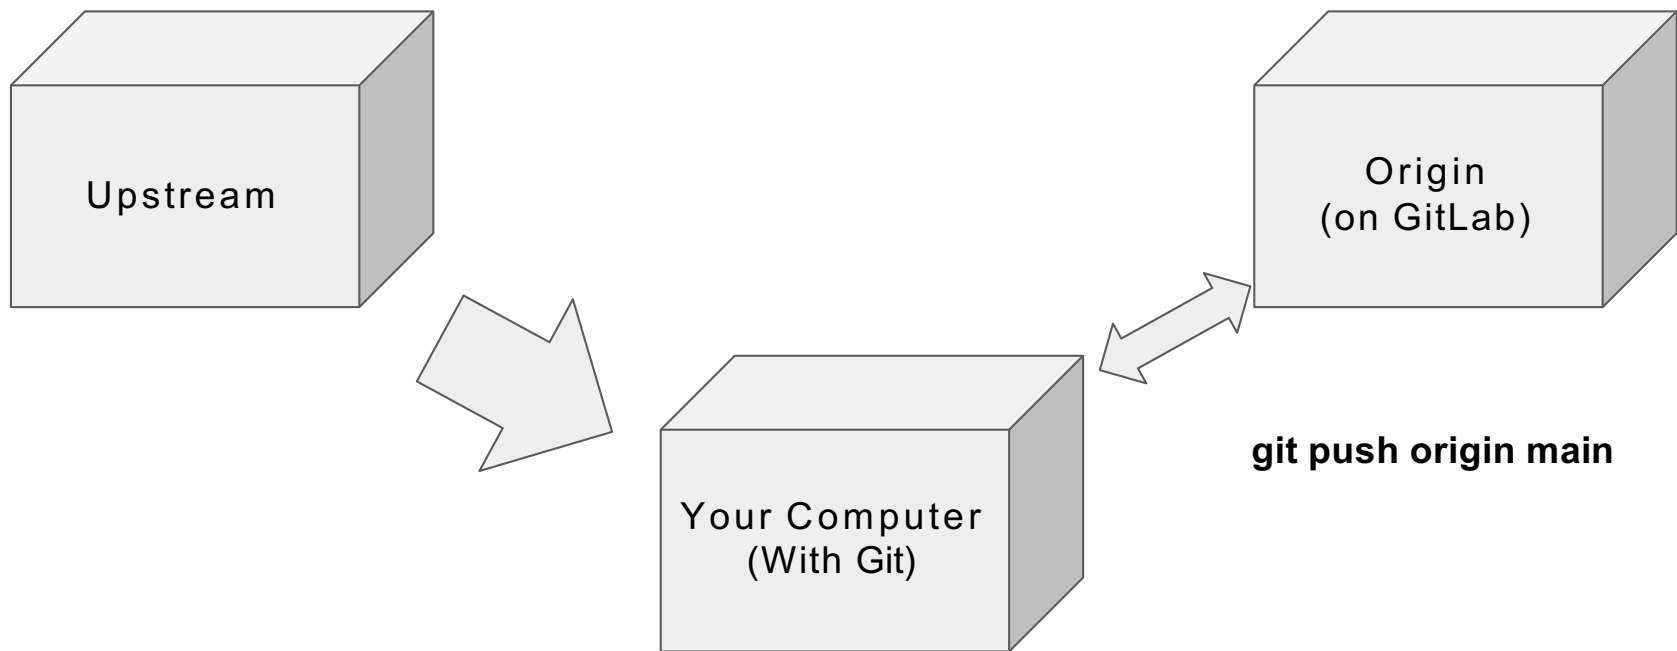 Upstream
Origin
(on GitLab)
git push origin main
Your Computer
(With Git)